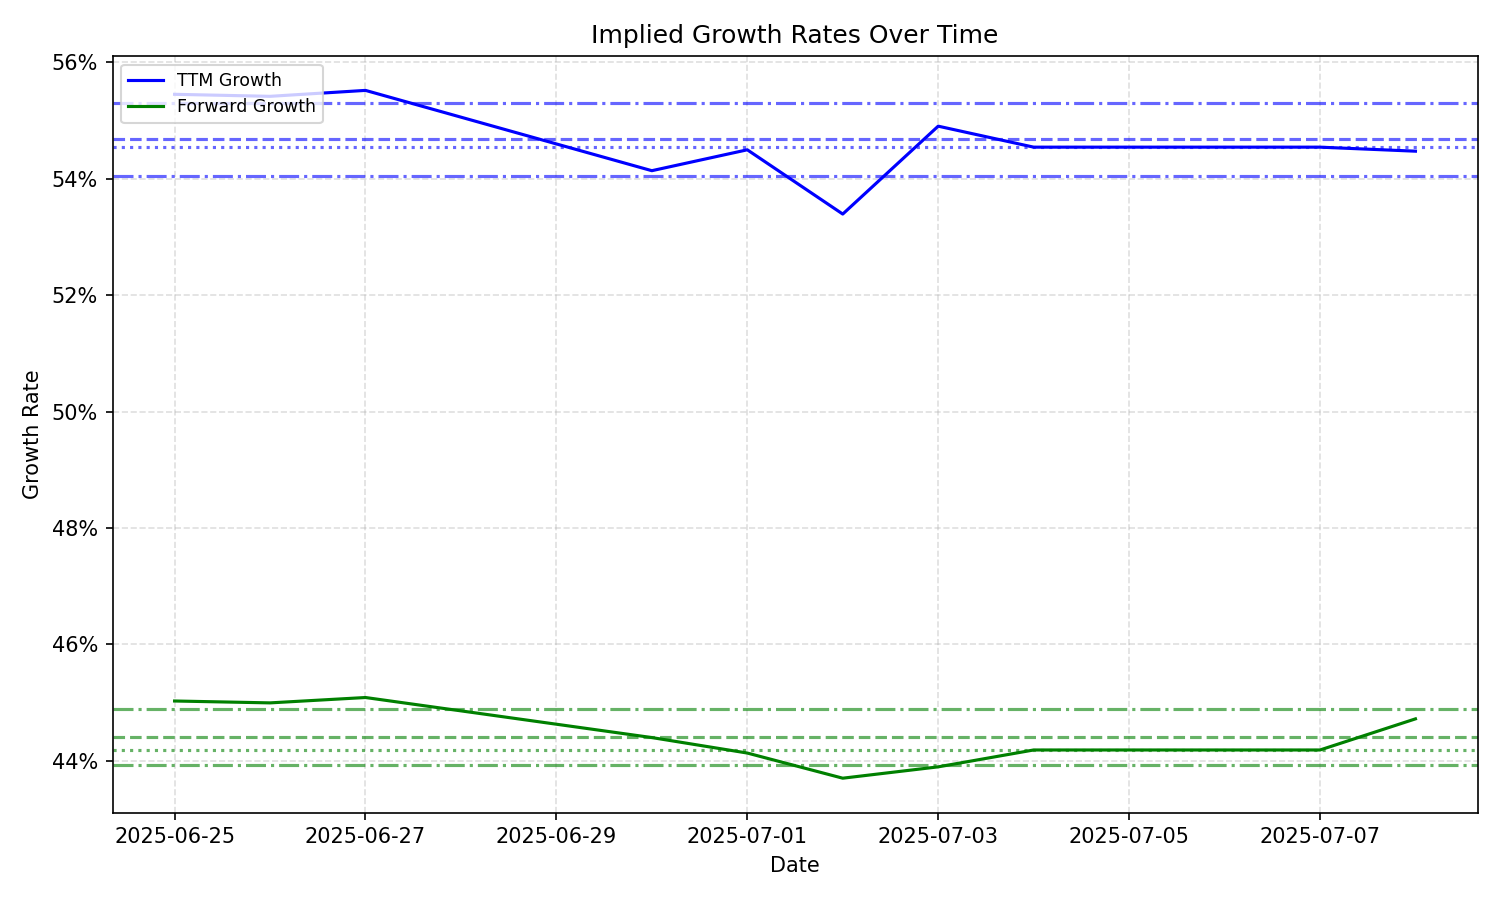 Implied Growth Rates Over Time
TTM Growth
Forward Growth
56%
54%
52%
50%
48%
46%
44%
Growth Rate
2025-06-25 2025-06-27 2025-06-29 2025-07-01 2025-07-03 2025-07-05 2025-07-07
Date